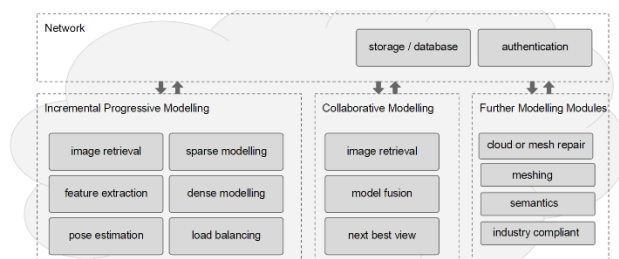 Network
storage / database
authentication
Incremental Progressive Modelling
image retrieval
sparse modelling
feature extraction
dense modelling
pose estimation
load balancing
Collaborative Modelling
image retrieval
model fusion
next best view
Further Modelling Modules
cloud or mesh repair
meshing
semantics
industry compliant